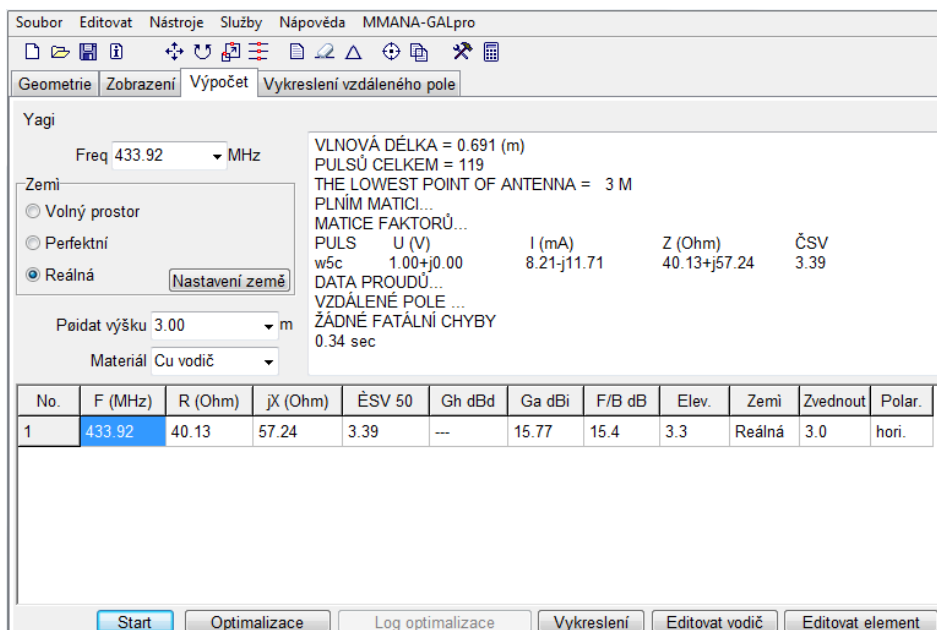 Soubor Editovat Nástroje Služby Nápověda MMANA-GALpro
Geometrie Zobrazení Výpočet Vykreslení vzdáleného pole
Yagi
Freq 433.92 MHz
Zemì
Volný prostor
Perfektní
Reálná Nastavení země
Pøidat výšku 3.00 m
Materiál Cu vodič
VLNOVÁ DÉLKA = 0.691 (m)
PULSŮ CELKEM = 119
THE LOWEST POINT OF ANTENNA = 3 M
PLNÍM MATICI...
MATICE FAKTORŮ...
PULS U (V) I (mA) Z (Ohm) ČSV
w5c 1.00+j0.00 8.21-j11.71 40.13+j57.24 3.39
DATA PROUDŮ...
VZDÁLENÉ POLE ...
ŽÁDNÉ FATÁLNÍ CHYBY
0.34 sec
No. F (MHz) R (Ohm) jX (Ohm) ÈSV 50 Gh dBd Ga dBi F/B dB Elev. Zemì Zvednout Polar.
1 433.92 40.13 57.24 3.39 --- 15.77 15.4 3.3 Reálná 3.0 hori.
Start Optimalizace Log optimalizace Vykreslení Editovat vodič Editovat element